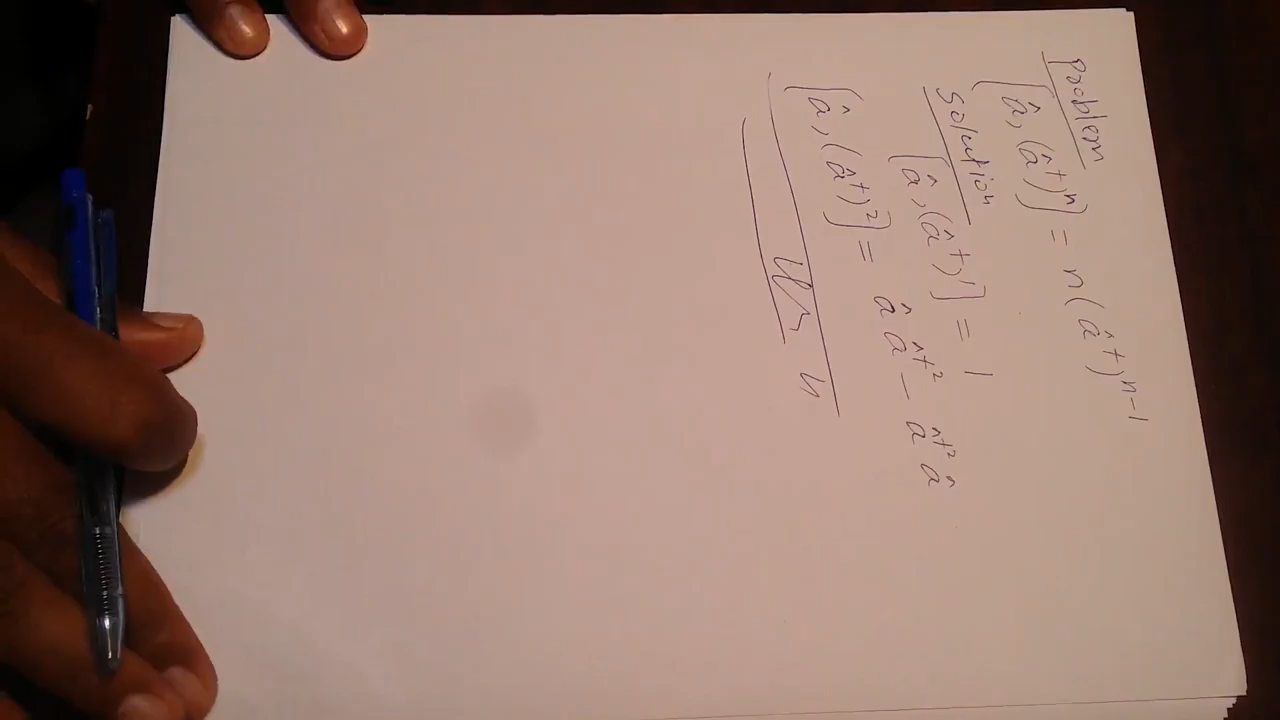 Problem
[â, (â†)ⁿ] = n(â†)ⁿ⁻¹
Solution
[â, (â†)¹] = 1
[â, (â†)²] = â â†² − â†² â